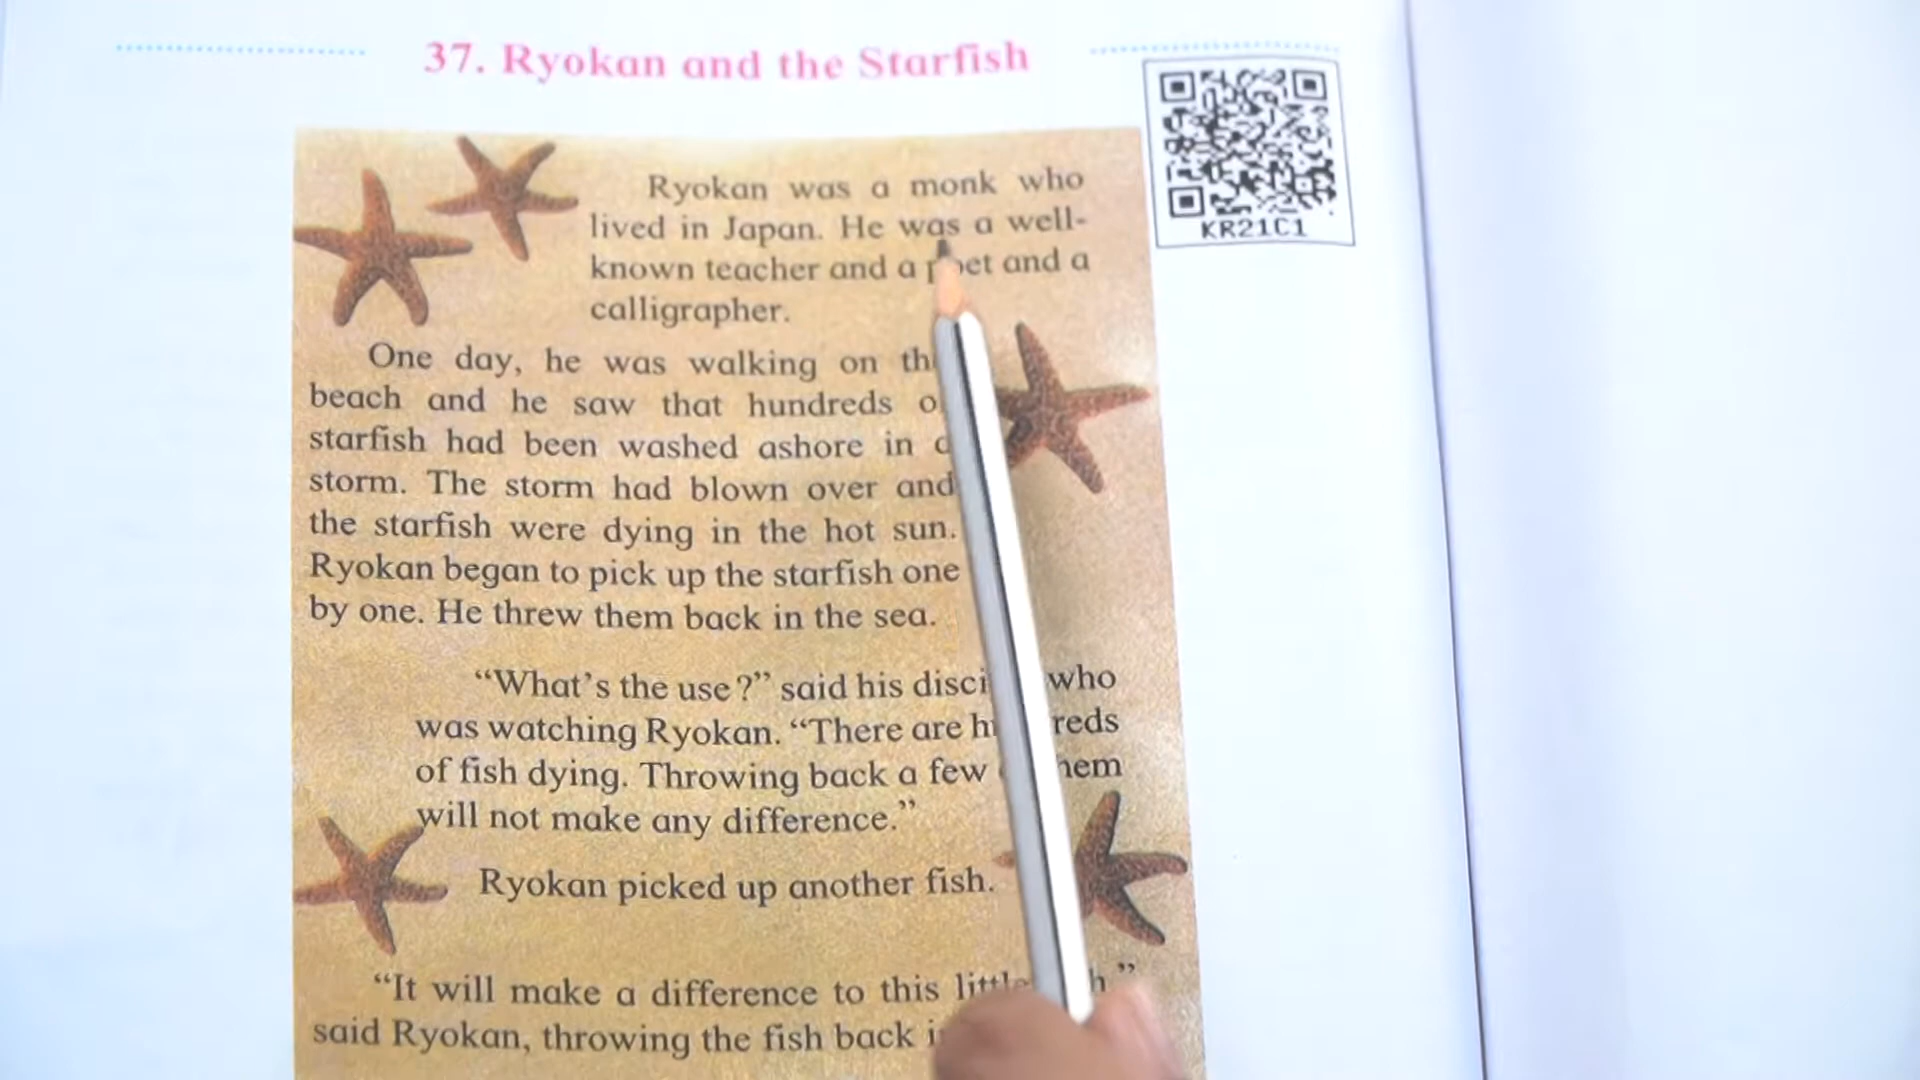 37. Ryokan and the Starfish
KR21C1
Ryokan was a monk who
lived in Japan. He was a well-
known teacher and a poet and a
calligrapher.
One day, he was walking on
beach and he saw that hundreds
starfish had been washed ashore in
storm. The storm had blown over and
the starfish were dying in the hot sun.
Ryokan began to pick up the starfish one
by one. He threw them back in the sea.
“What’s the use?” said his who
was watching Ryokan. “There are
of fish dying. Throwing back a few
will not make any difference.”
Ryokan picked up another fish.
“It will make a difference to this little
said Ryokan, throwing the fish back